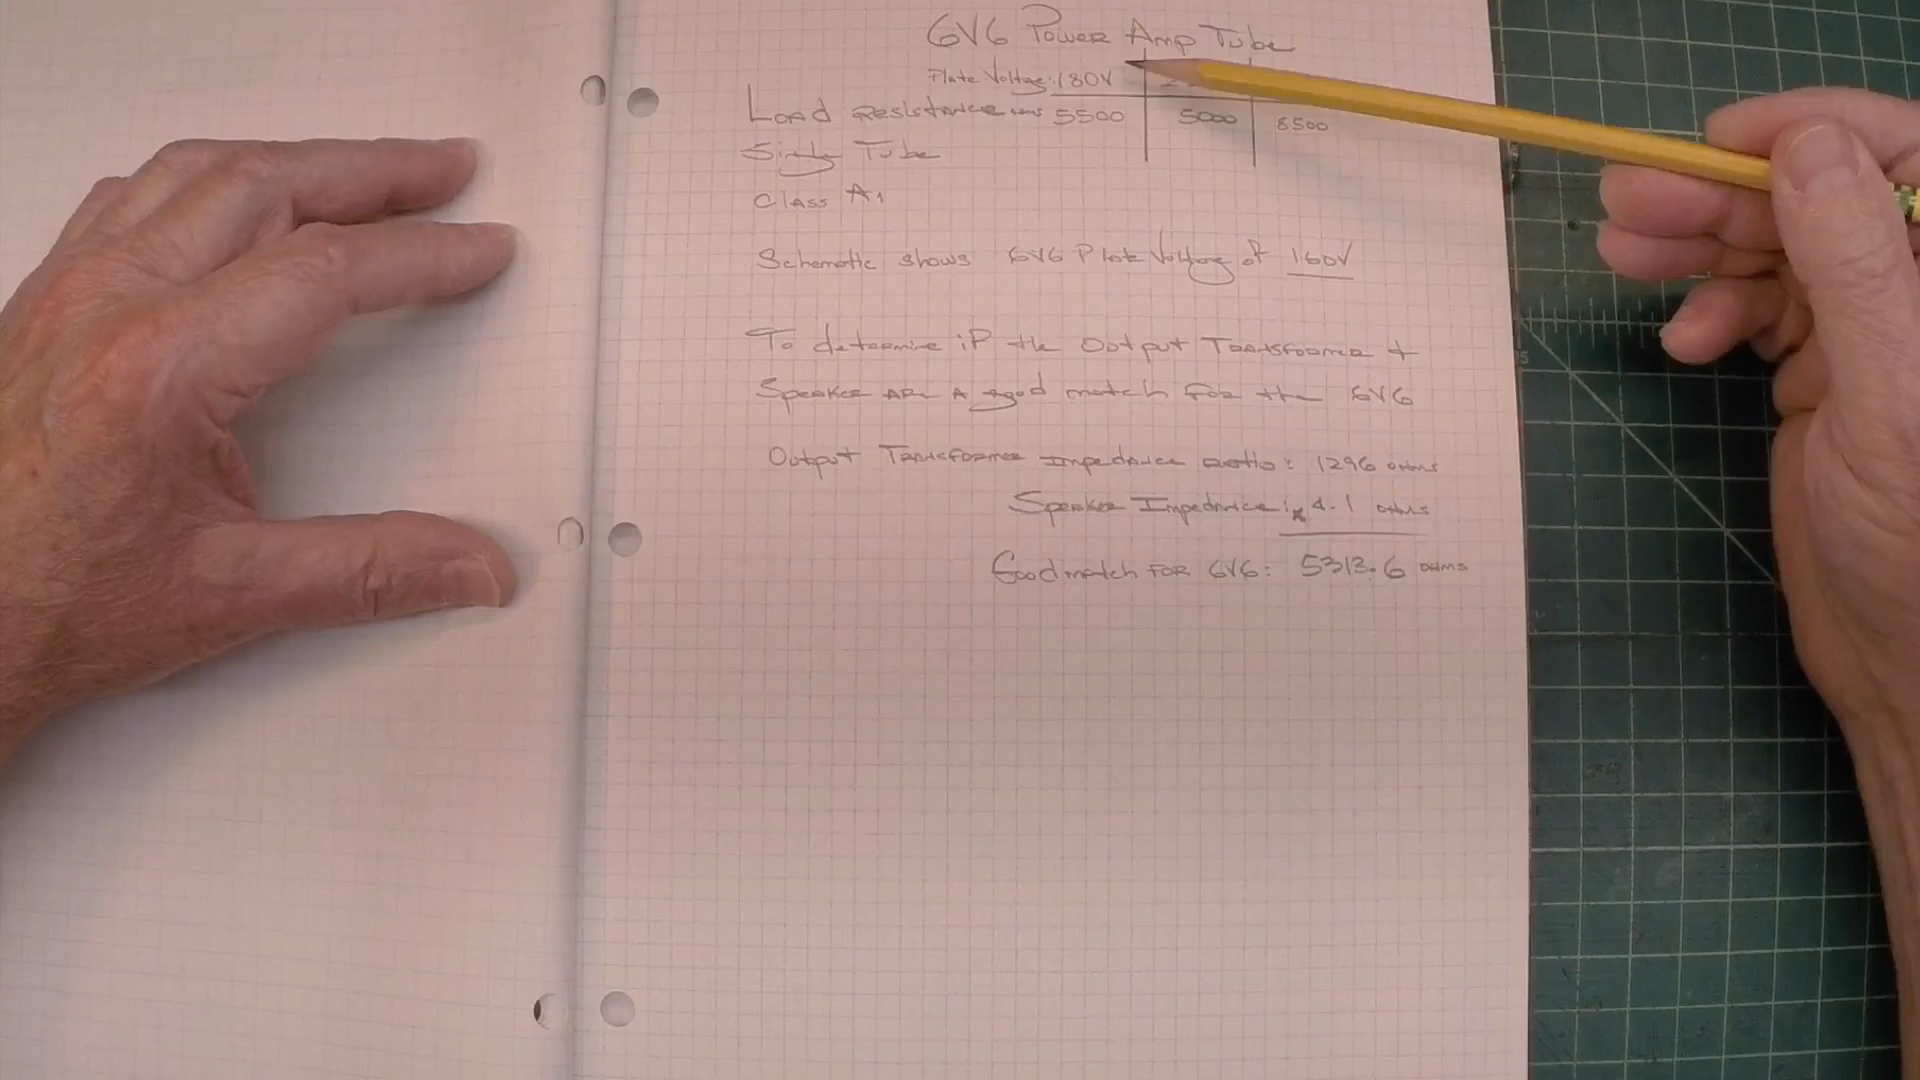 6V6 Power Amp Tube
Plate Voltage: 180V
Load Resistance ohms 5500 5000 8500
Single Tube
Class A1
Schematic shows 6V6 Plate Voltage of 160V
To determine if the Output Transformer &
Speaker are a good match for the 6V6
Output Transformer Impedance ratio: 1296 ohms
Speaker Impedance: x 4.1 ohms
Good match for 6V6: 5313.6 ohms